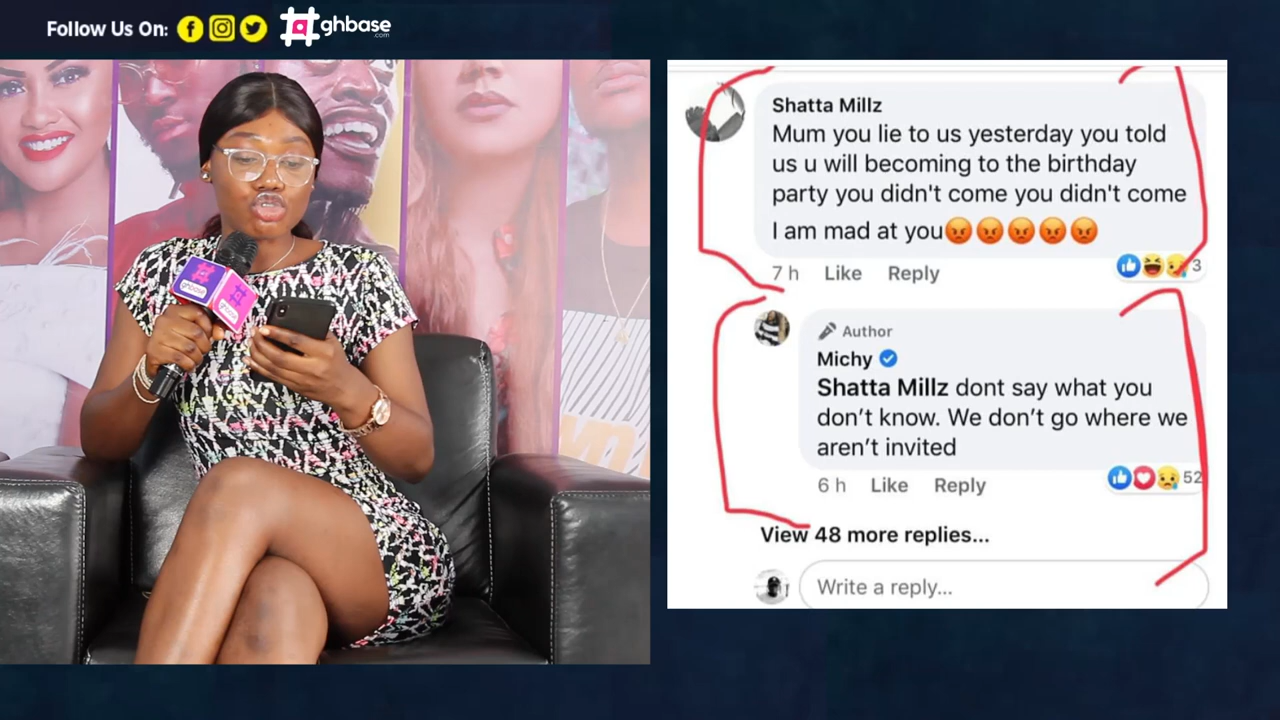 Follow Us On:
ghbase
.com
ghbase
Shatta Millz
Mum you lie to us yesterday you told
us u will becoming to the birthday
party you didn't come you didn't come
I am mad at you😡😡😡😡😡
7 h Like Reply
3
Author
Michy
Shatta Millz dont say what you
don’t know. We don’t go where we
aren’t invited
6 h Like Reply
52
View 48 more replies...
Write a reply...